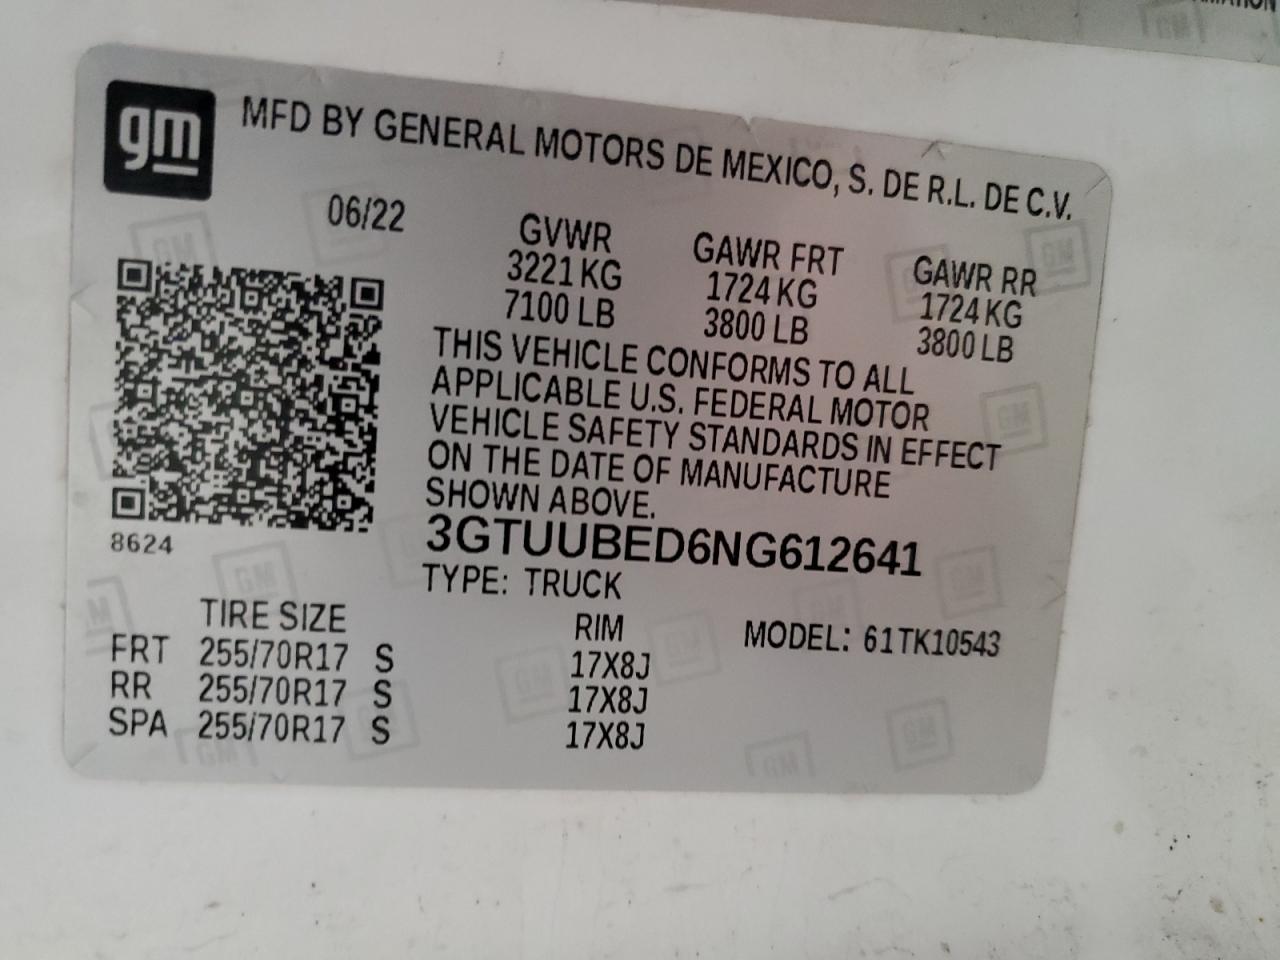 gm
MFD BY GENERAL MOTORS DE MEXICO, S. DE R.L. DE C.V.
06/22
GVWR GAWR FRT GAWR RR
3221 KG 1724 KG 1724 KG
7100 LB 3800 LB 3800 LB
THIS VEHICLE CONFORMS TO ALL
APPLICABLE U.S. FEDERAL MOTOR
VEHICLE SAFETY STANDARDS IN EFFECT
ON THE DATE OF MANUFACTURE
SHOWN ABOVE.
8624
3GTUUBED6NG612641
TYPE: TRUCK
TIRE SIZE RIM MODEL: 61TK10543
FRT 255/70R17 S 17X8J
RR 255/70R17 S 17X8J
SPA 255/70R17 S 17X8J